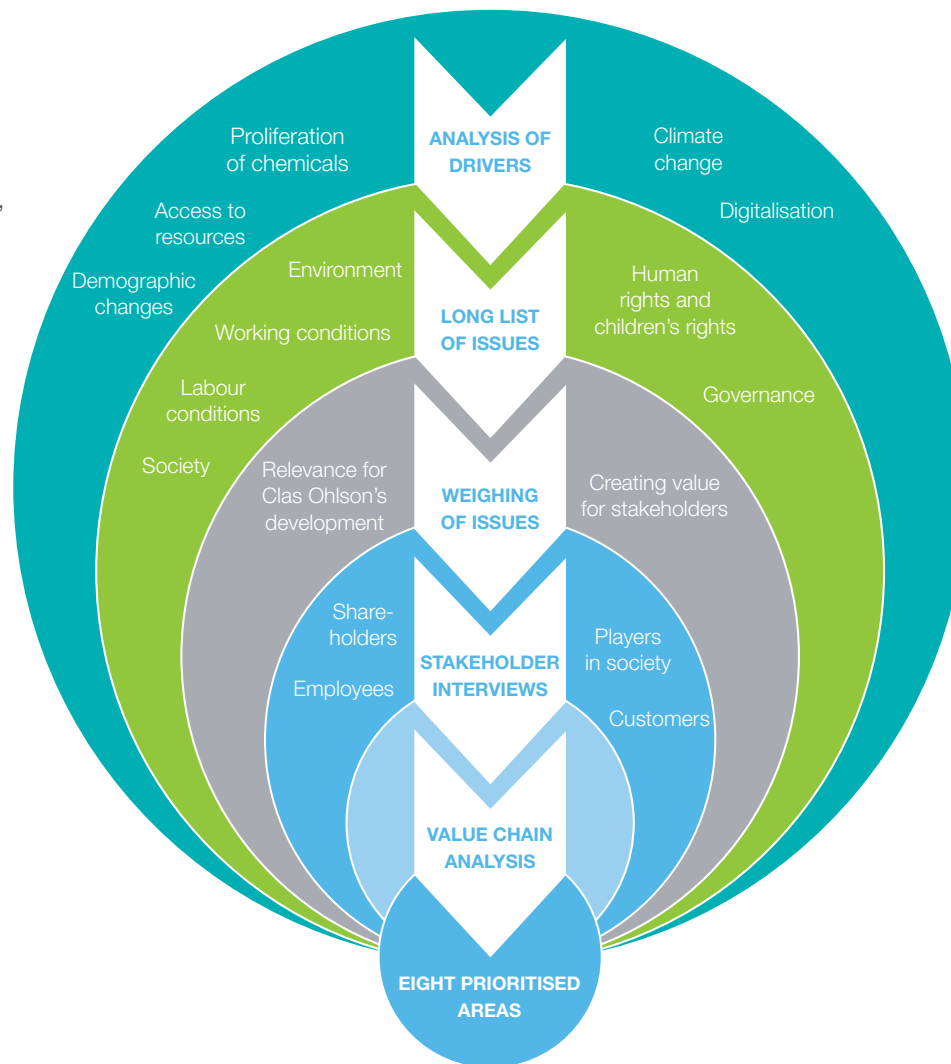 ANALYSIS OF
DRIVERS
Proliferation
of chemicals
Climate
change
Access to
resources
Digitalisation
Demographic
changes
LONG LIST
OF ISSUES
Environment
Human
rights and
children's rights
Working conditions
Labour
conditions
Governance
Society
WEIGHING
OF ISSUES
Relevance for
Clas Ohlson's
development
Creating value
for stakeholders
STAKEHOLDER
INTERVIEWS
Share-
holders
Players
in society
Employees
Customers
VALUE CHAIN
ANALYSIS
EIGHT PRIORITISED
AREAS